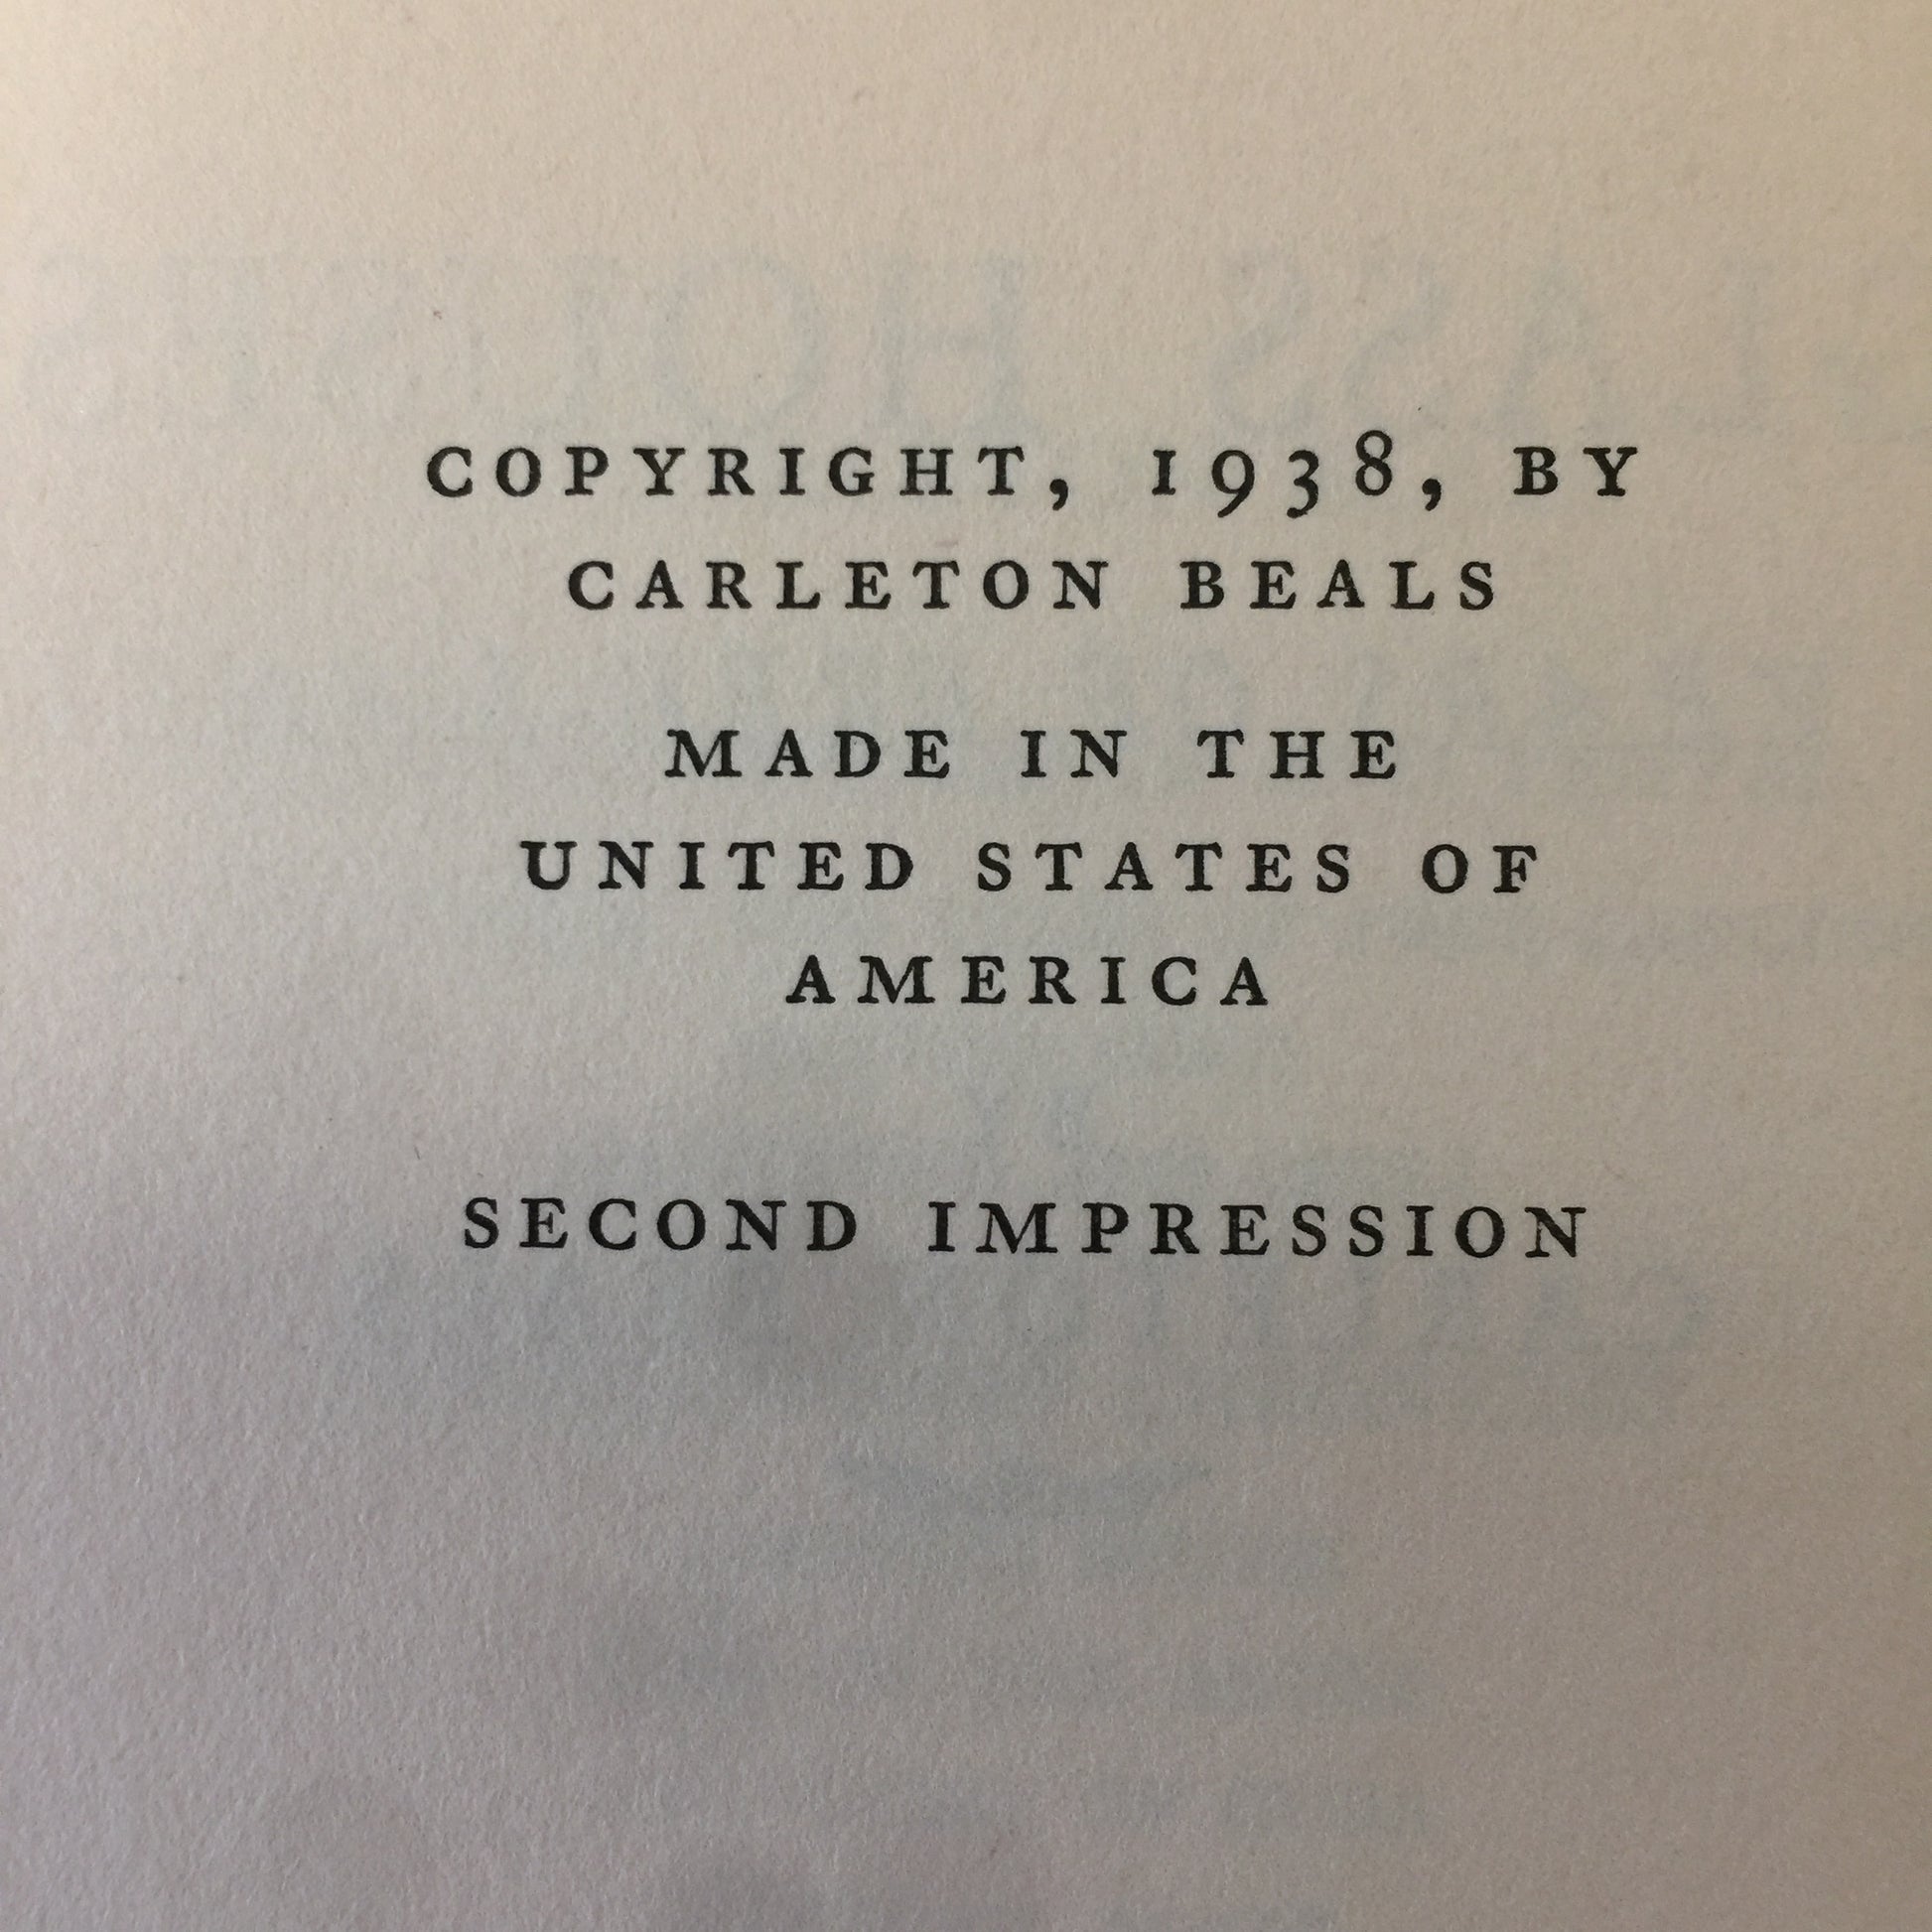 COPYRIGHT, 1938, BY
CARLETON BEALS
MADE IN THE
UNITED STATES OF
AMERICA
SECOND IMPRESSION